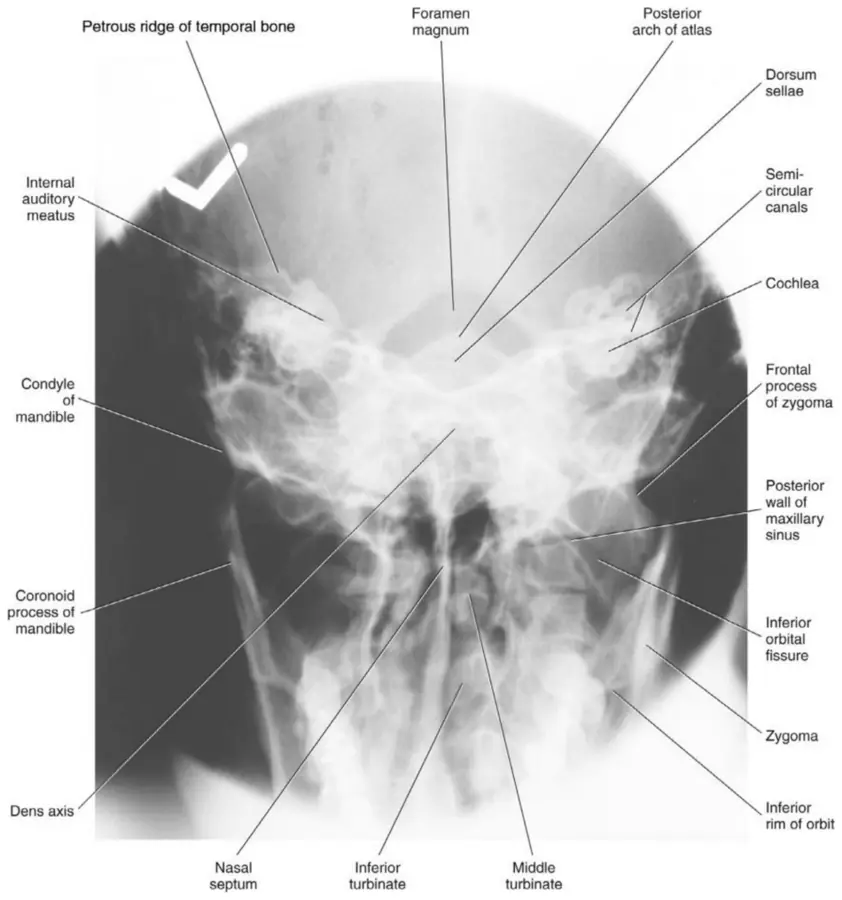 Petrous ridge of temporal bone
Foramen
magnum
Posterior
arch of atlas
Dorsum
sellae
Internal
auditory
meatus
Semi-
circular
canals
Cochlea
Condyle
of
mandible
Frontal
process
of zygoma
Posterior
wall of
maxillary
sinus
Coronoid
process of
mandible
Inferior
orbital
fissure
Zygoma
Dens axis
Inferior
rim of orbit
Nasal
septum
Inferior
turbinate
Middle
turbinate